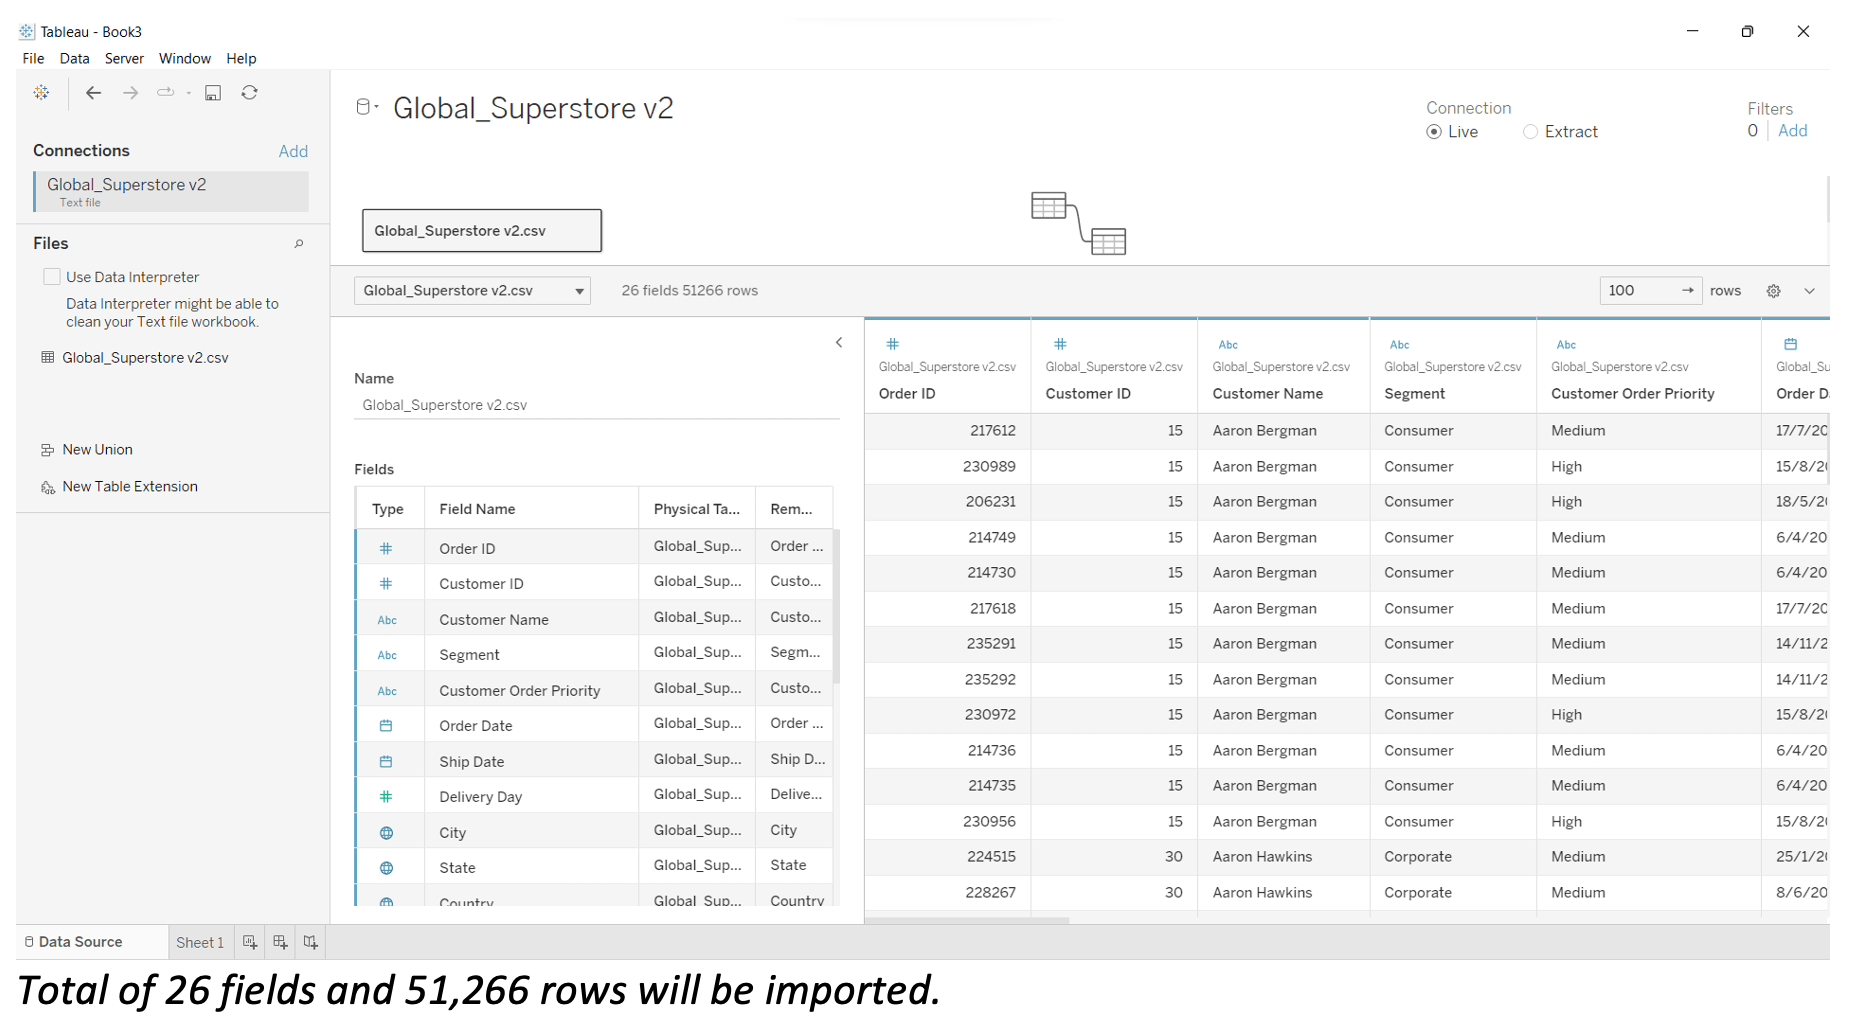 Tableau - Book3
File Data Server Window Help
Connections Add
Global_Superstore v2
Text file
Files
Use Data Interpreter
Data Interpreter might be able to
clean your Text file workbook.
Global_Superstore v2.csv
New Union
New Table Extension
Global_Superstore v2
Connection
Live Extract
Filters
0 Add
Global_Superstore v2.csv
Global_Superstore v2.csv 26 fields 51266 rows 100 → rows
Name
Global_Superstore v2.csv
Fields
Type Field Name Physical Ta... Rem...
# Order ID Global_Sup... Order ...
# Customer ID Global_Sup... Custo...
Abc Customer Name Global_Sup... Custo...
Abc Segment Global_Sup... Segm...
Abc Customer Order Priority Global_Sup... Custo...
Order Date Global_Sup... Order ...
Ship Date Global_Sup... Ship D...
# Delivery Day Global_Sup... Delive...
City Global_Sup... City
State Global_Sup... State
Country Global_Sup... Country
# # Abc Abc Abc
Global_Superstore v2.csv Global_Superstore v2.csv Global_Superstore v2.csv Global_Superstore v2.csv Global_Superstore v2.csv Global_Su
Order ID Customer ID Customer Name Segment Customer Order Priority Order D
217612 15 Aaron Bergman Consumer Medium 17/7/20
230989 15 Aaron Bergman Consumer High 15/8/20
206231 15 Aaron Bergman Consumer High 18/5/20
214749 15 Aaron Bergman Consumer Medium 6/4/20
214730 15 Aaron Bergman Consumer Medium 6/4/20
217618 15 Aaron Bergman Consumer Medium 17/7/20
235291 15 Aaron Bergman Consumer Medium 14/11/2
235292 15 Aaron Bergman Consumer Medium 14/11/2
230972 15 Aaron Bergman Consumer High 15/8/20
214736 15 Aaron Bergman Consumer Medium 6/4/20
214735 15 Aaron Bergman Consumer Medium 6/4/20
230956 15 Aaron Bergman Consumer High 15/8/20
224515 30 Aaron Hawkins Corporate Medium 25/1/20
228267 30 Aaron Hawkins Corporate Medium 8/6/20
Data Source Sheet 1
Total of 26 fields and 51,266 rows will be imported.